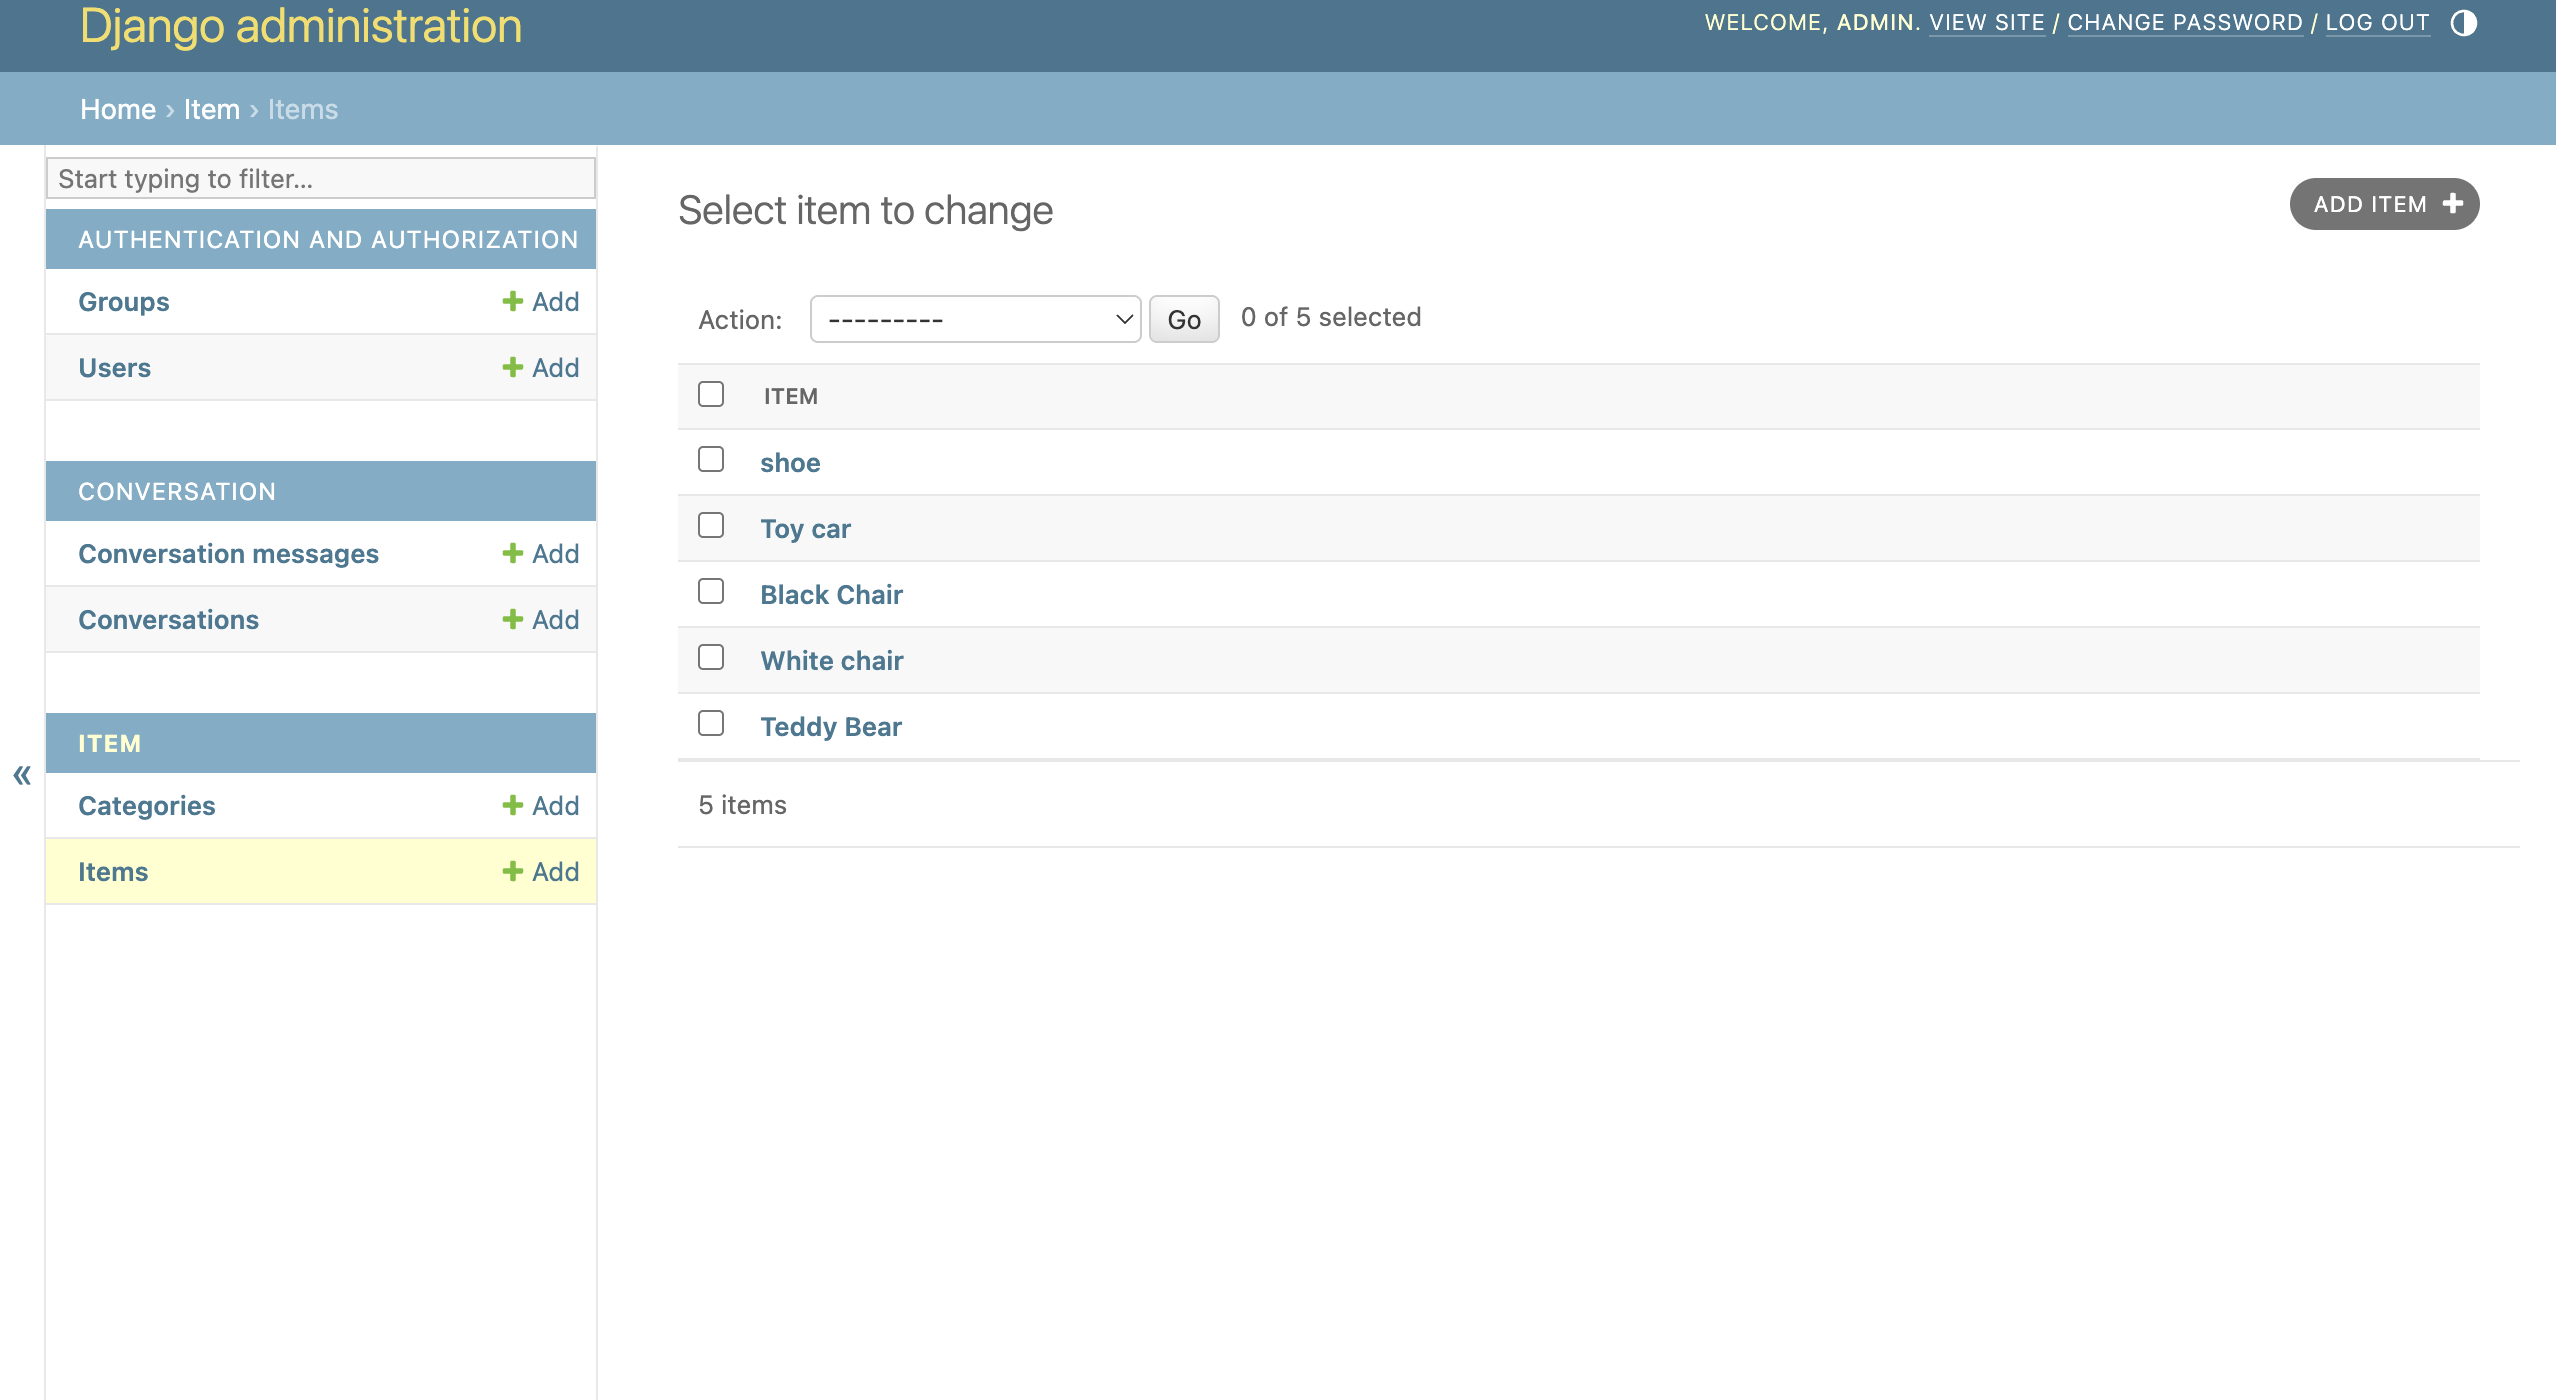 Django administration
WELCOME, ADMIN. VIEW SITE / CHANGE PASSWORD / LOG OUT
Home › Item › Items
Start typing to filter...
AUTHENTICATION AND AUTHORIZATION
Groups + Add
Users + Add
CONVERSATION
Conversation messages + Add
Conversations + Add
ITEM
Categories + Add
Items + Add
«
Select item to change
ADD ITEM +
Action: --------- Go 0 of 5 selected
ITEM
shoe
Toy car
Black Chair
White chair
Teddy Bear
5 items